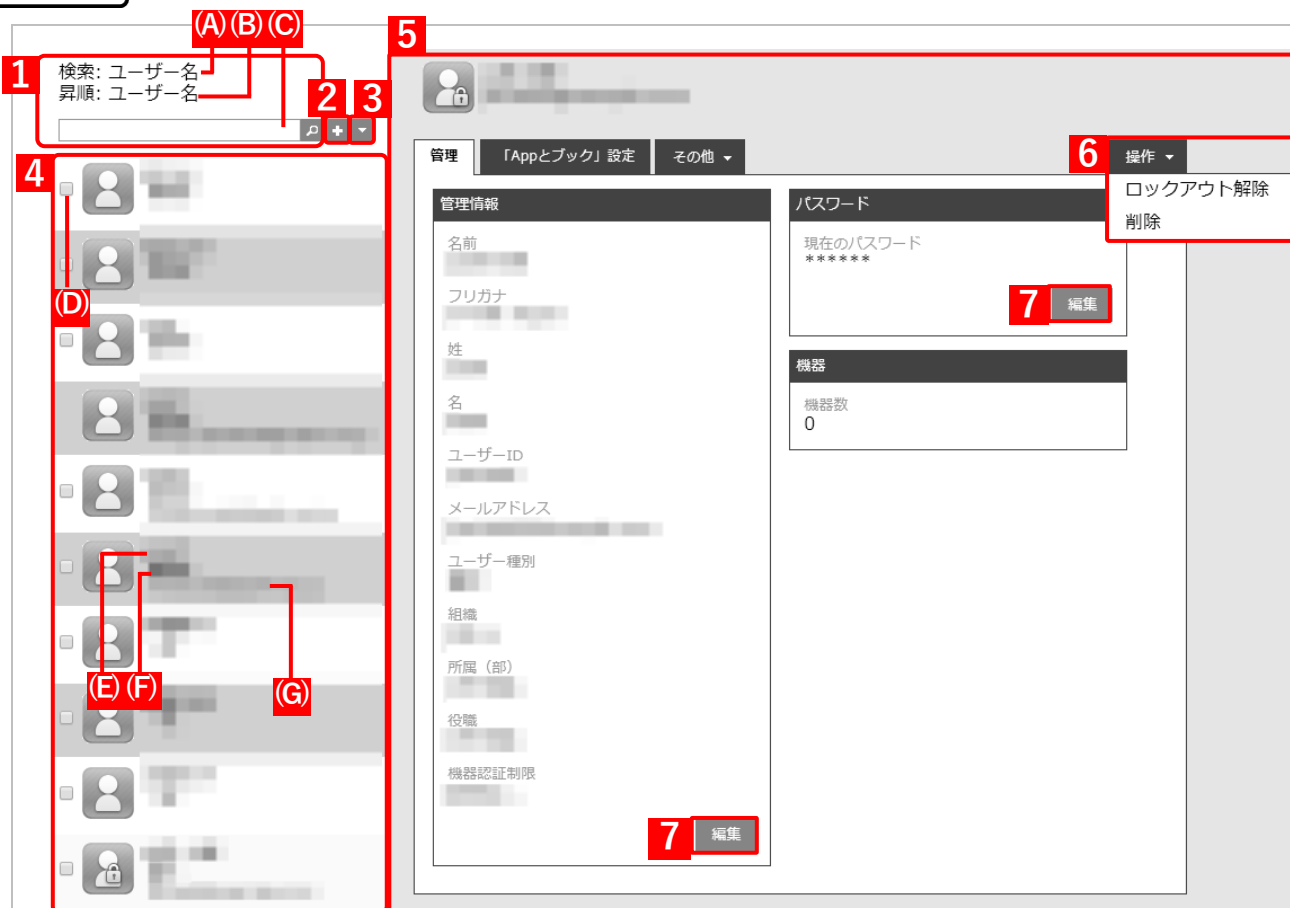 (A)(B)(C)
1
検索: ユーザー名
昇順: ユーザー名
2
3
4
(D)
(E)(F)
(G)
5
管理
「Appとブック」設定
その他
6
操作
ロックアウト解除
削除
管理情報
名前
フリガナ
姓
名
ユーザーID
メールアドレス
ユーザー種別
組織
所属（部）
役職
機器認証制限
7
編集
パスワード
現在のパスワード
******
7
編集
機器
機器数
0